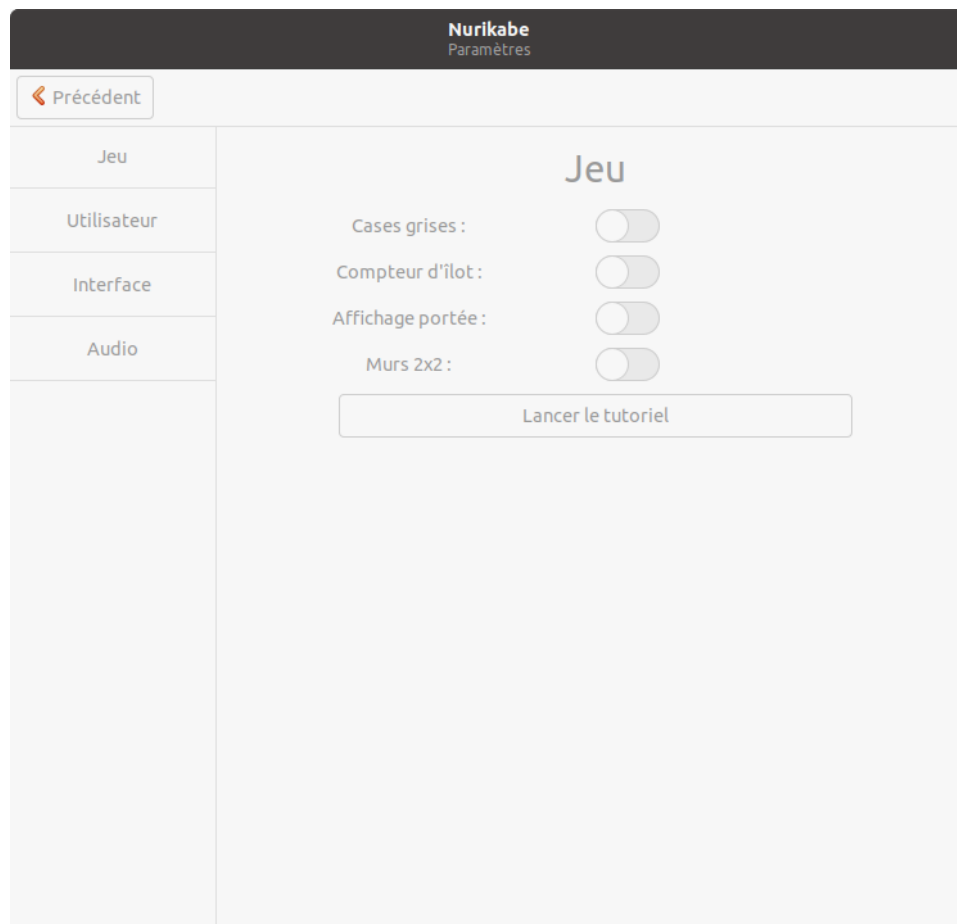 Nurikabe
Paramètres
Précédent
Jeu
Utilisateur
Interface
Audio
Jeu
Cases grises :
Compteur d'îlot :
Affichage portée :
Murs 2x2 :
Lancer le tutoriel